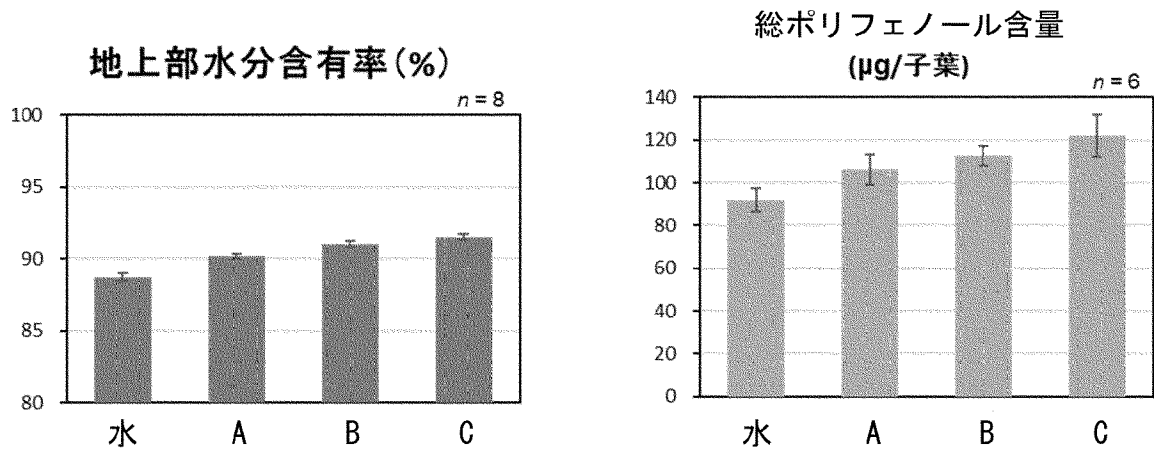 地上部水分含有率(%)
n = 8
100
95
90
85
80
水 A B C
総ポリフェノール含量
(μg/子葉)
n = 6
140
120
100
80
60
40
20
0
水 A B C